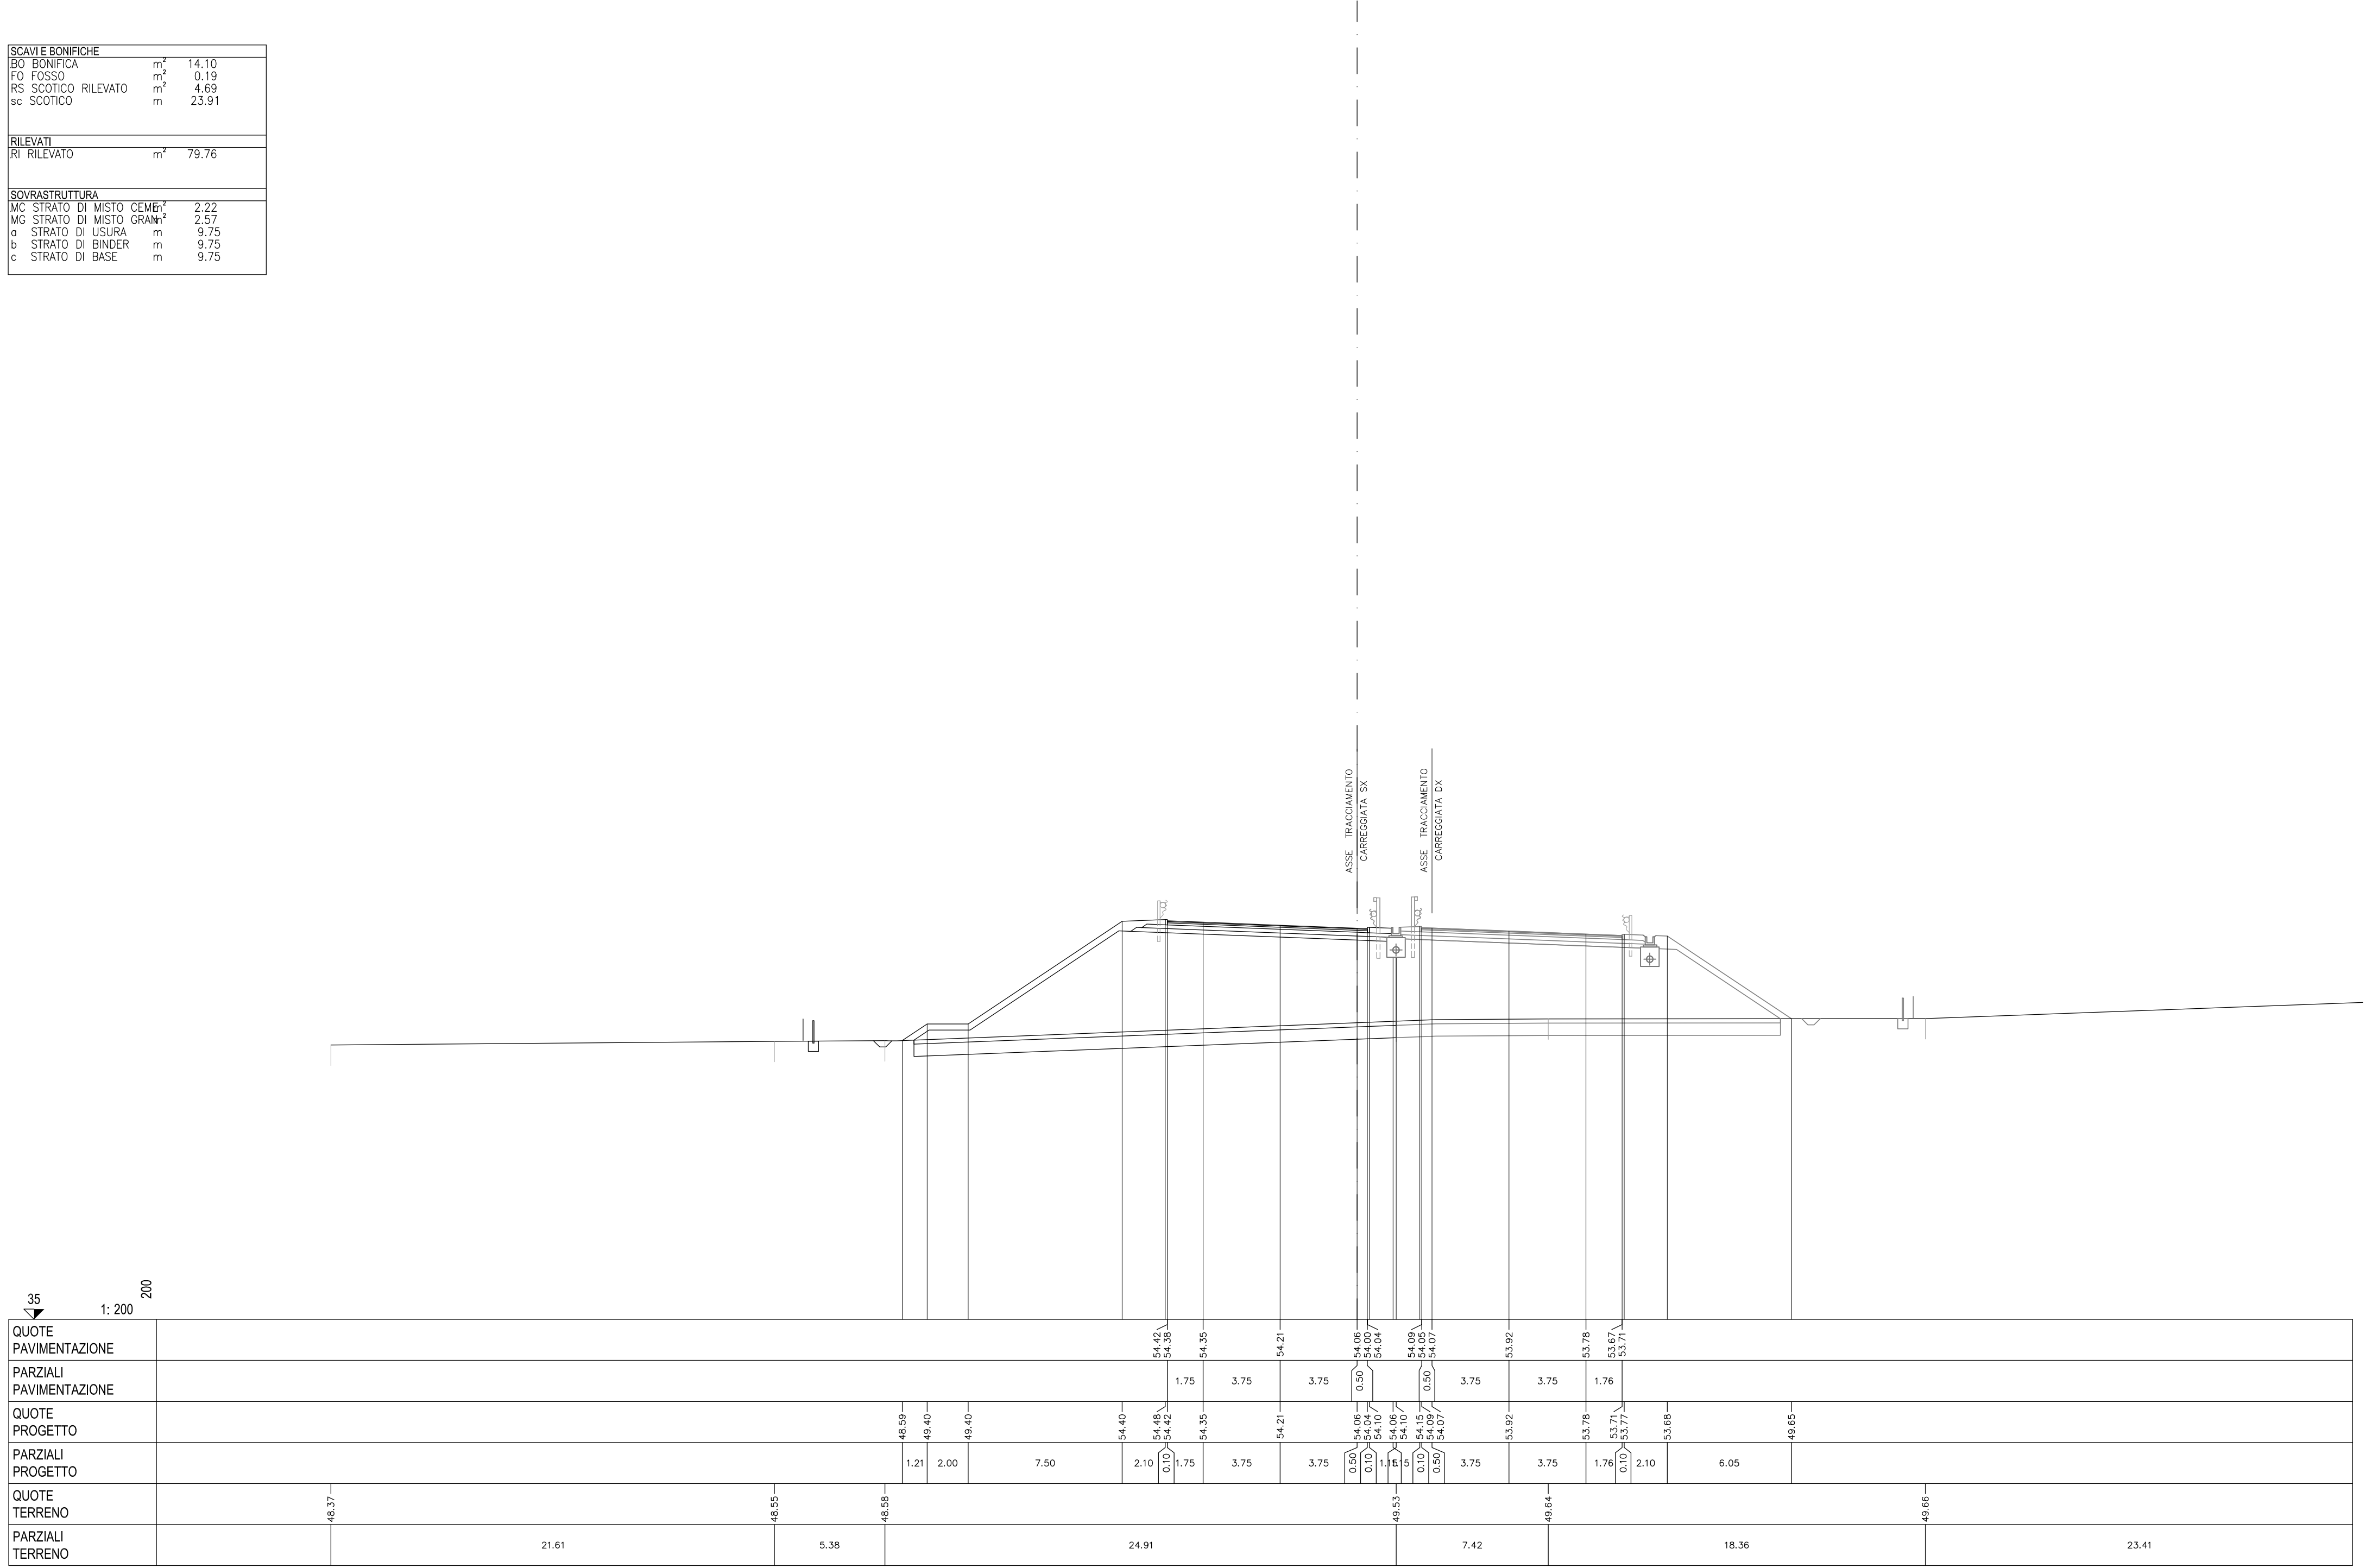 SCAVI E BONIFICHE
BO BONIFICA m² 14.10
FO FOSSO m² 0.19
RS SCOTICO RILEVATO m² 4.69
sc SCOTICO m 23.91
RILEVATI
RI RILEVATO m² 79.76
SOVRASTRUTTURA
MC STRATO DI MISTO CEME m² 2.22
MG STRATO DI MISTO GRAN m² 2.57
a STRATO DI USURA m 9.75
b STRATO DI BINDER m 9.75
c STRATO DI BASE m 9.75
ASSE TRACCIAMENTO
CARREGGIATA SX
ASSE TRACCIAMENTO
CARREGGIATA DX
35
1: 200
200
QUOTE
PAVIMENTAZIONE
54.42 54.38 54.35 54.21 54.06 54.00 54.04 54.09 54.05 54.07 53.92 53.78 53.67 53.71
PARZIALI
PAVIMENTAZIONE
1.75 3.75 3.75 0.50 0.50 3.75 3.75 1.76
QUOTE
PROGETTO
48.59 49.40 49.40 54.40 54.48 54.42 54.35 54.21 54.06 54.04 54.10 54.06 54.10 54.15 54.09 54.07 53.92 53.78 53.71 53.77 53.68 49.65
PARZIALI
PROGETTO
1.21 2.00 7.50 2.10 0.10 1.75 3.75 3.75 0.50 0.10 0.10 0.50 3.75 3.75 1.76 0.10 2.10 6.05
QUOTE
TERRENO
48.37 48.55 48.58 49.53 49.64 49.66
PARZIALI
TERRENO
21.61 5.38 24.91 7.42 18.36 23.41